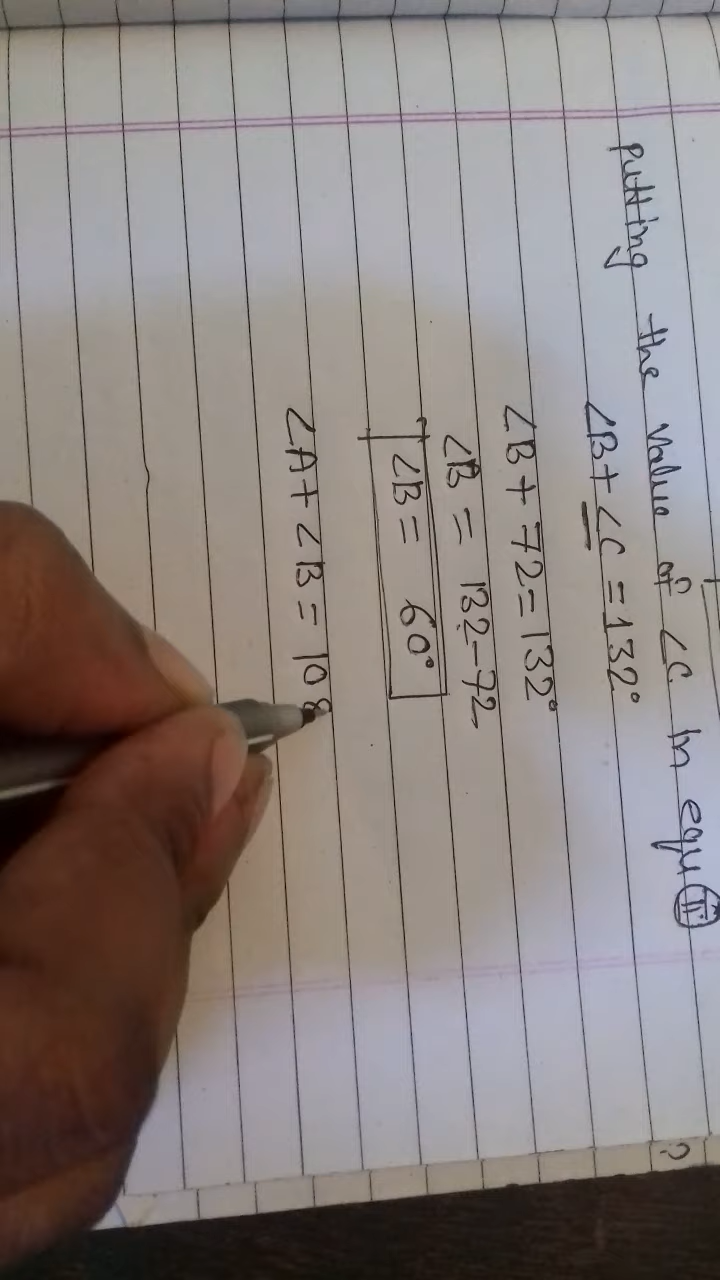 putting the value of ∠C in equ (ii)
∠B + ∠C = 132°
∠B + 72 = 132°
∠B = 132 - 72
∠B = 60°
∠A + ∠B = 108